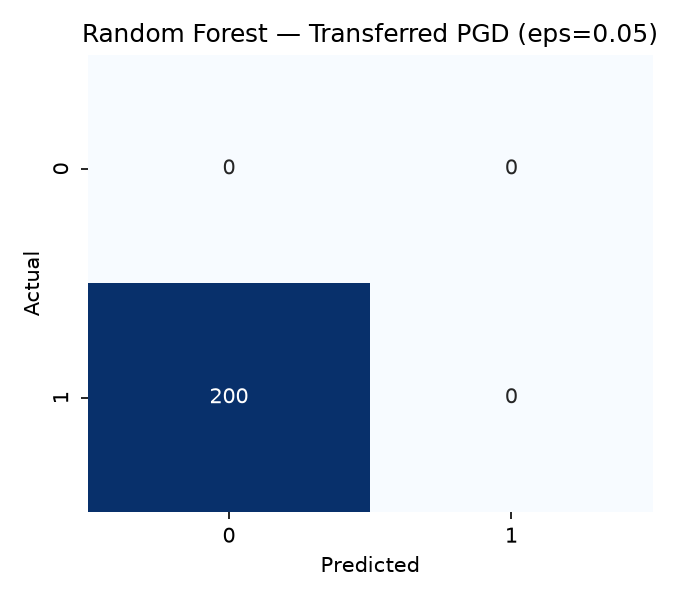 Random Forest — Transferred PGD (eps=0.05)
0
0 0
Actual
1
200 0
0 1
Predicted